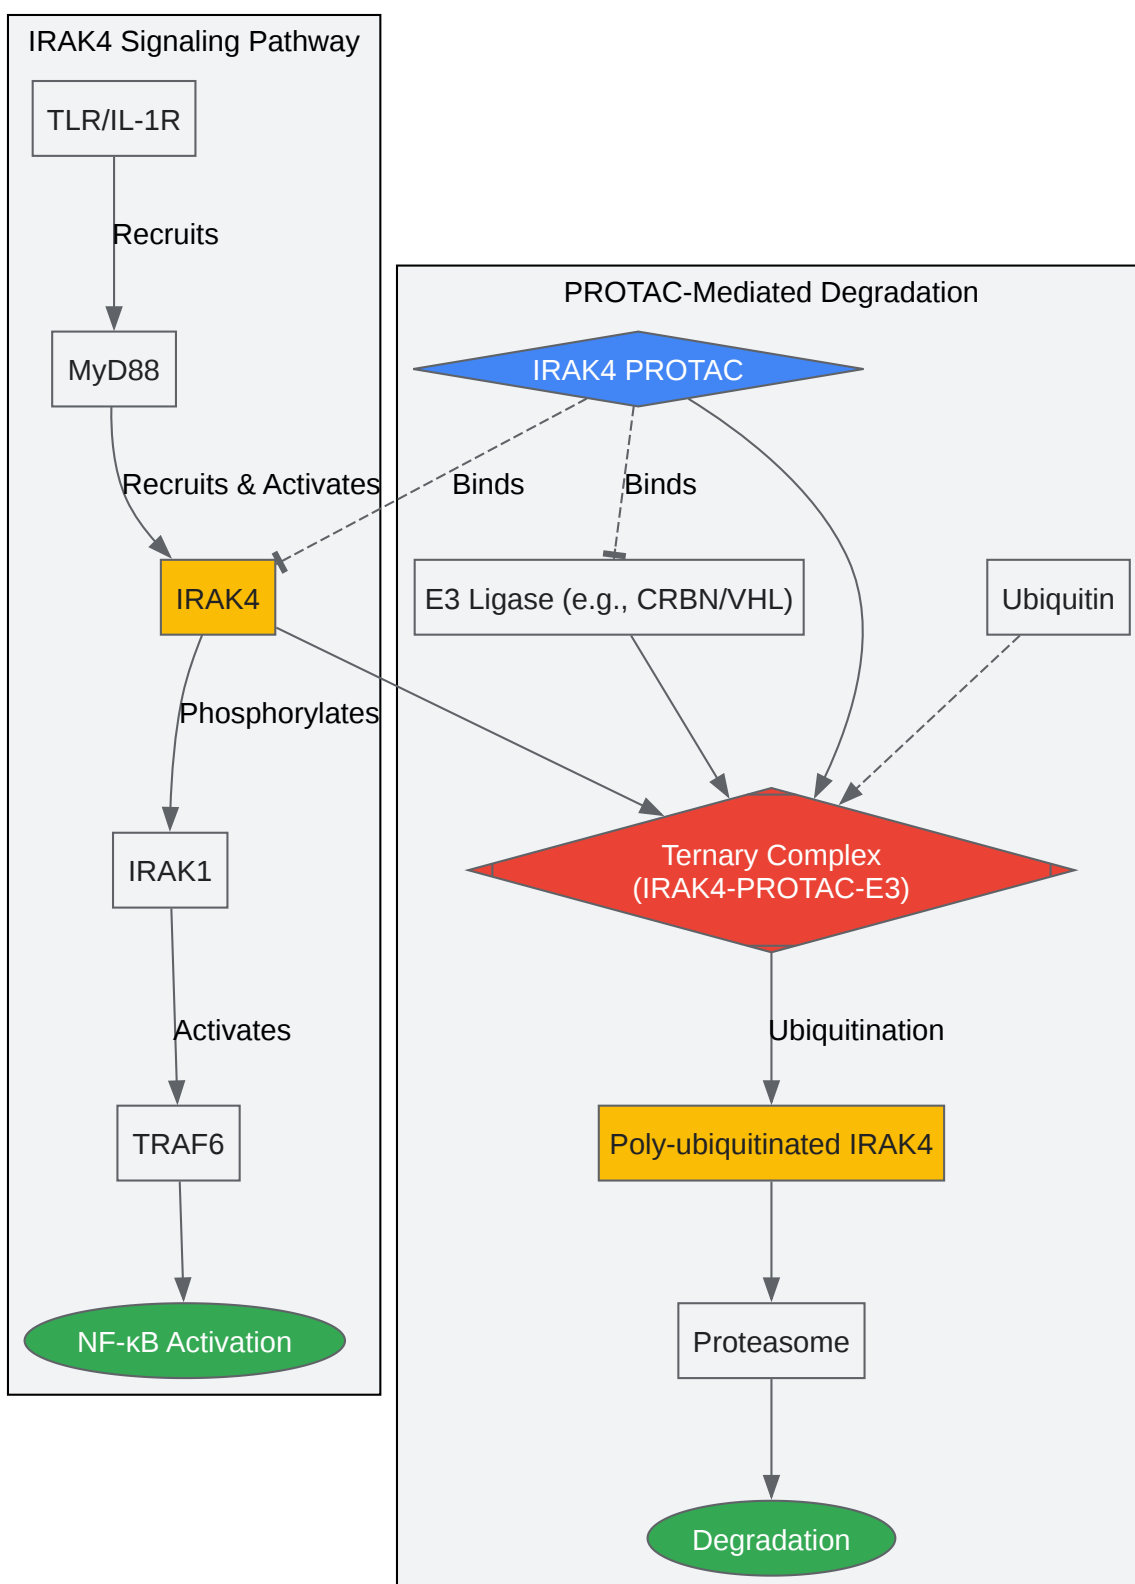 IRAK4 Signaling Pathway
TLR/IL-1R
Recruits
MyD88
Recruits & Activates
IRAK4
Phosphorylates
IRAK1
Activates
TRAF6
NF-κB Activation
PROTAC-Mediated Degradation
IRAK4 PROTAC
Binds
Binds
E3 Ligase (e.g., CRBN/VHL)
Ubiquitin
Ternary Complex
(IRAK4-PROTAC-E3)
Ubiquitination
Poly-ubiquitinated IRAK4
Proteasome
Degradation